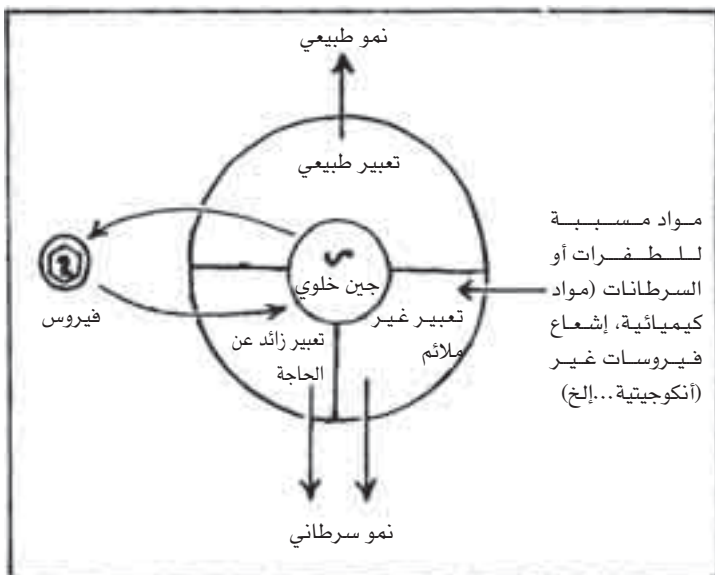 نمو طبيعي
تعبير طبيعي
جين خلوي
فيروس
تعبير زائد عن
الحاجة
تعبير غير
ملائم
مواد مسببة
للطفرات أو
السرطانات (مواد
كيميائية، إشعاع
فيروسات غير
(أنكوجيتية...إلخ)
نمو سرطاني